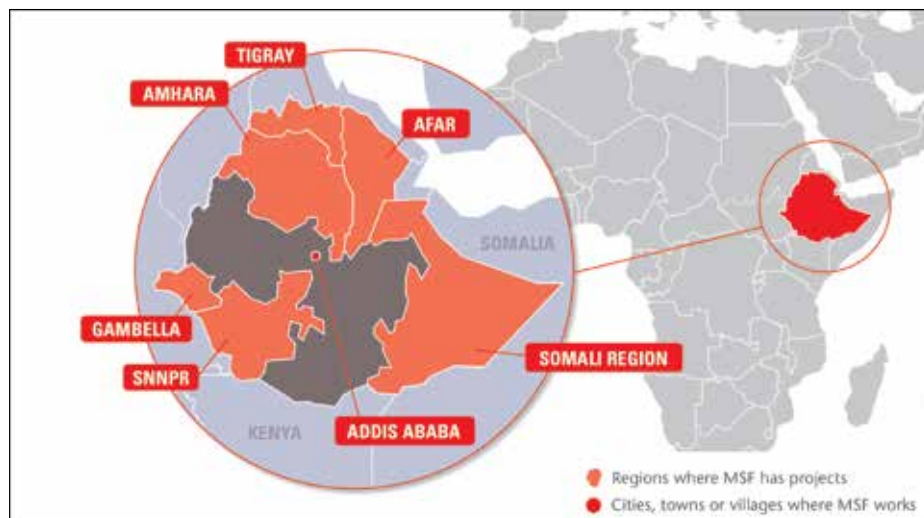 TIGRAY
AMHARA
AFAR
SOMALIA
GAMBELLA
SNNPR
SOMALI REGION
KENYA
ADDIS ABABA
Regions where MSF has projects
Cities, towns or villages where MSF works